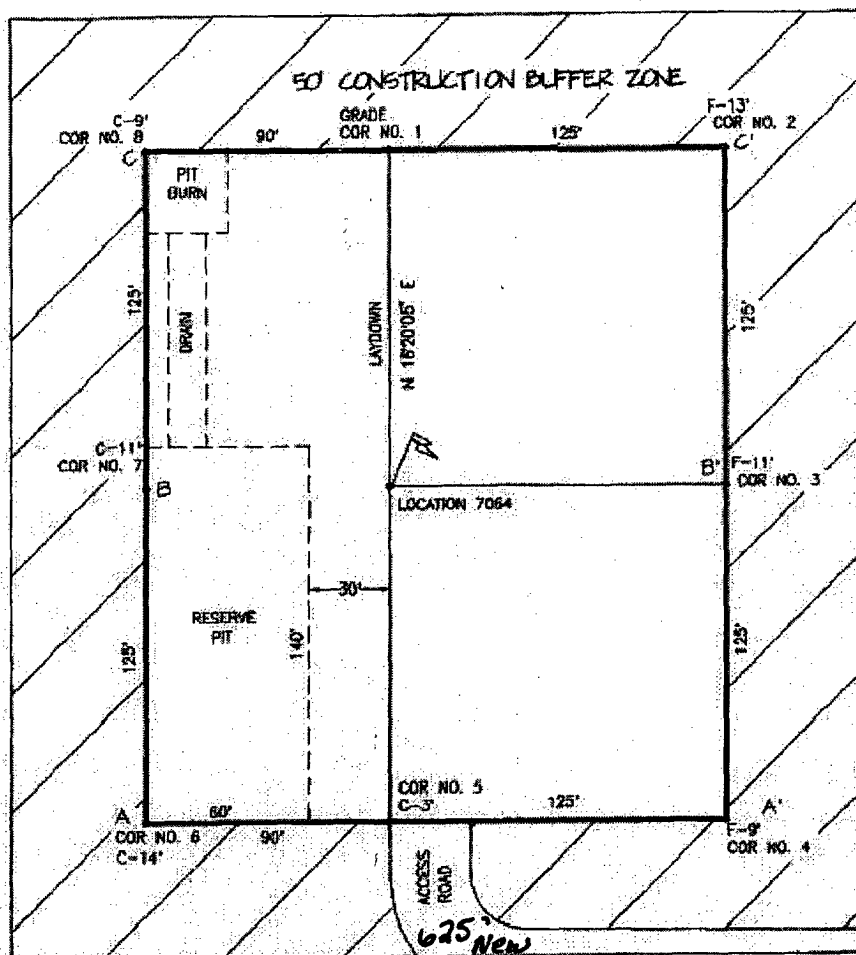 50' CONSTRUCTION BUFFER ZONE
C-9'
COR NO. 8
90'
GRADE
COR NO. 1
125'
F-13'
COR NO. 2
C
C'
PIT
BURN
125'
DRAIN
LAYDOWN
N 16°20'05" E
125'
C-11'
COR NO. 7
B
B'
F-11'
COR NO. 3
LOCATION 7064
30'
RESERVE
PIT
140'
125'
125'
COR NO. 5
C-3'
A
60'
125'
A'
COR NO. 6
C-14'
90'
F-9'
COR NO. 4
ACCESS
ROAD
625' New